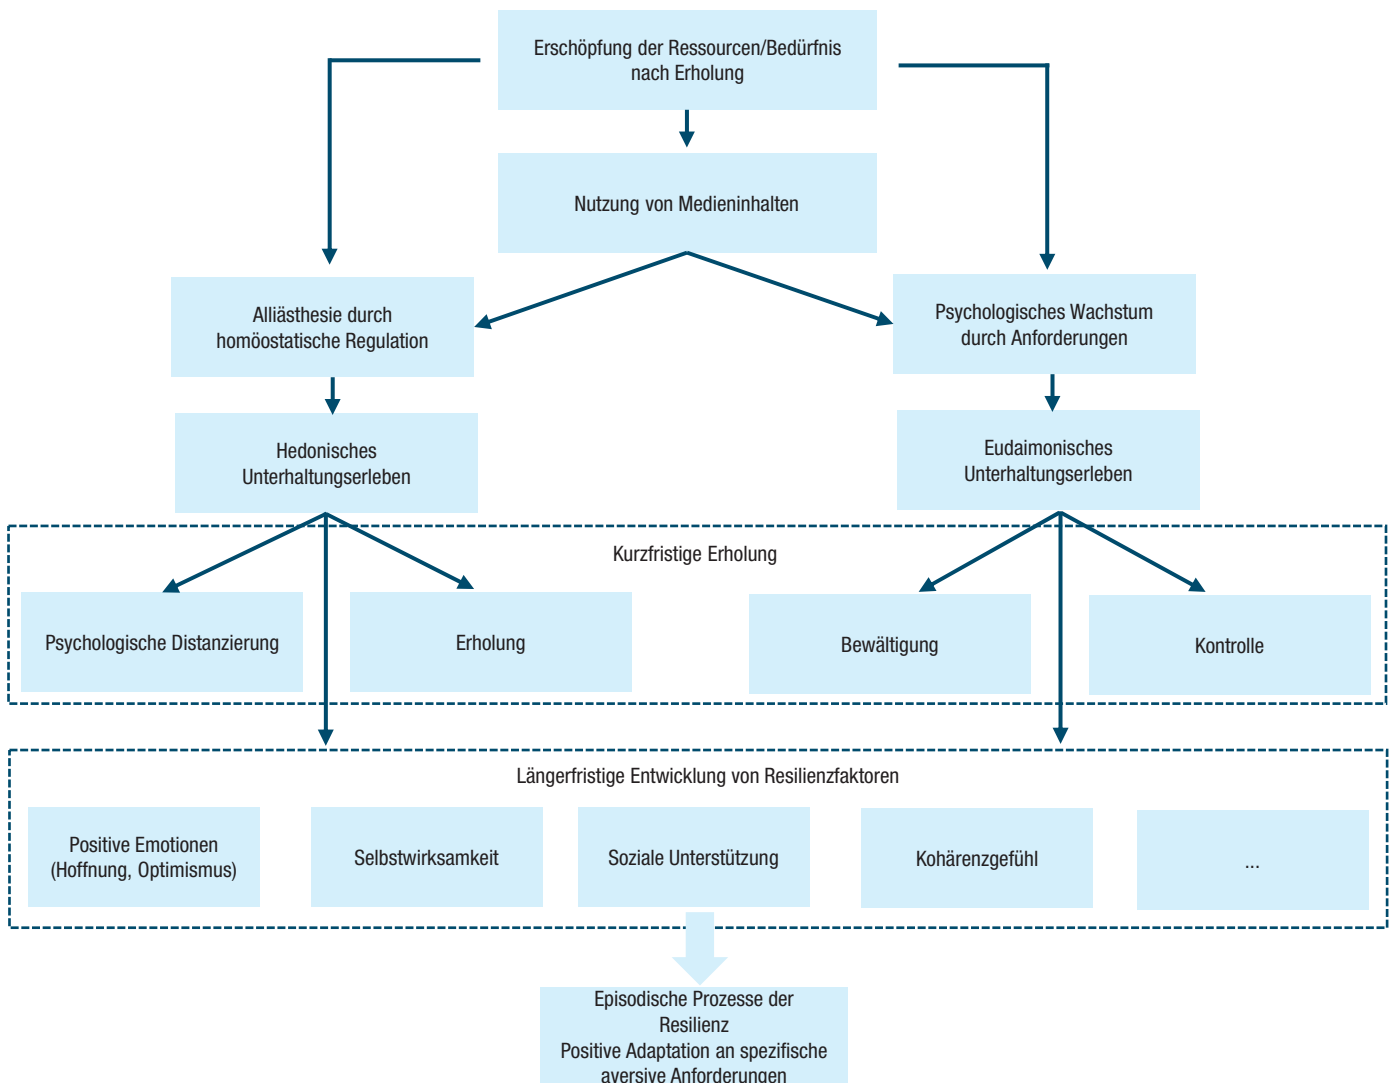 Erschöpfung der Ressourcen/Bedürfnis
nach Erholung
Nutzung von Medieninhalten
Alliästhesie durch
homöostatische Regulation
Psychologisches Wachstum
durch Anforderungen
Hedonisches
Unterhaltungserleben
Eudaimonisches
Unterhaltungserleben
Kurzfristige Erholung
Psychologische Distanzierung
Erholung
Bewältigung
Kontrolle
Längerfristige Entwicklung von Resilienzfaktoren
Positive Emotionen
(Hoffnung, Optimismus)
Selbstwirksamkeit
Soziale Unterstützung
Kohärenzgefühl
...
Episodische Prozesse der
Resilienz
Positive Adaptation an spezifische
aversive Anforderungen